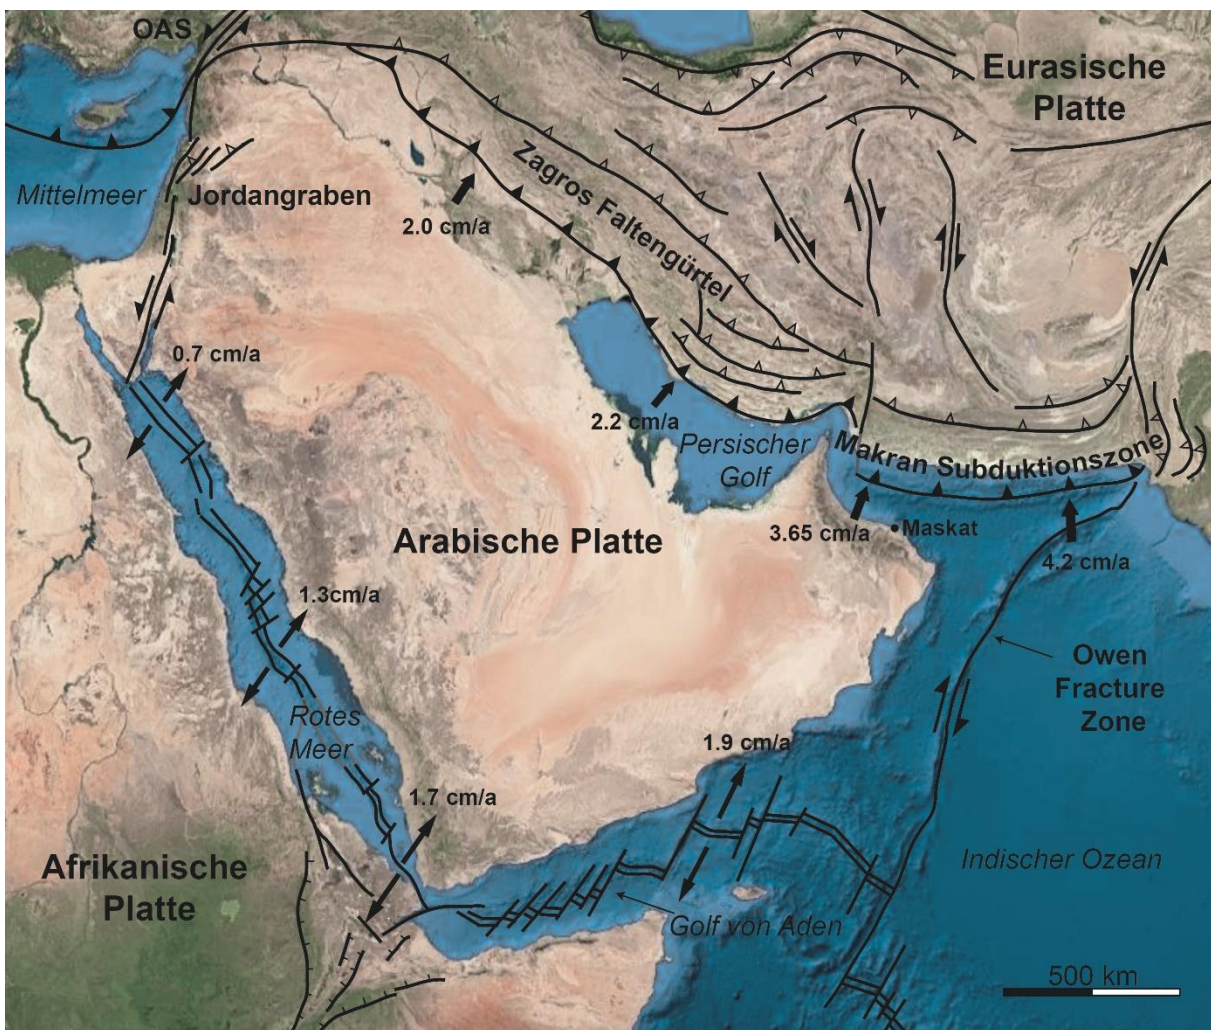 OAS
Eurasische
Platte
Mittelmeer
Jordangraben
2.0 cm/a
Zagros Faltengürtel
0.7 cm/a
2.2 cm/a
Persischer
Golf
Makran Subduktionszone
Arabische Platte
3.65 cm/a
Maskat
4.2 cm/a
1.3cm/a
Owen
Fracture
Zone
Rotes
Meer
1.9 cm/a
1.7 cm/a
Afrikanische
Platte
Indischer Ozean
Golf von Aden
500 km